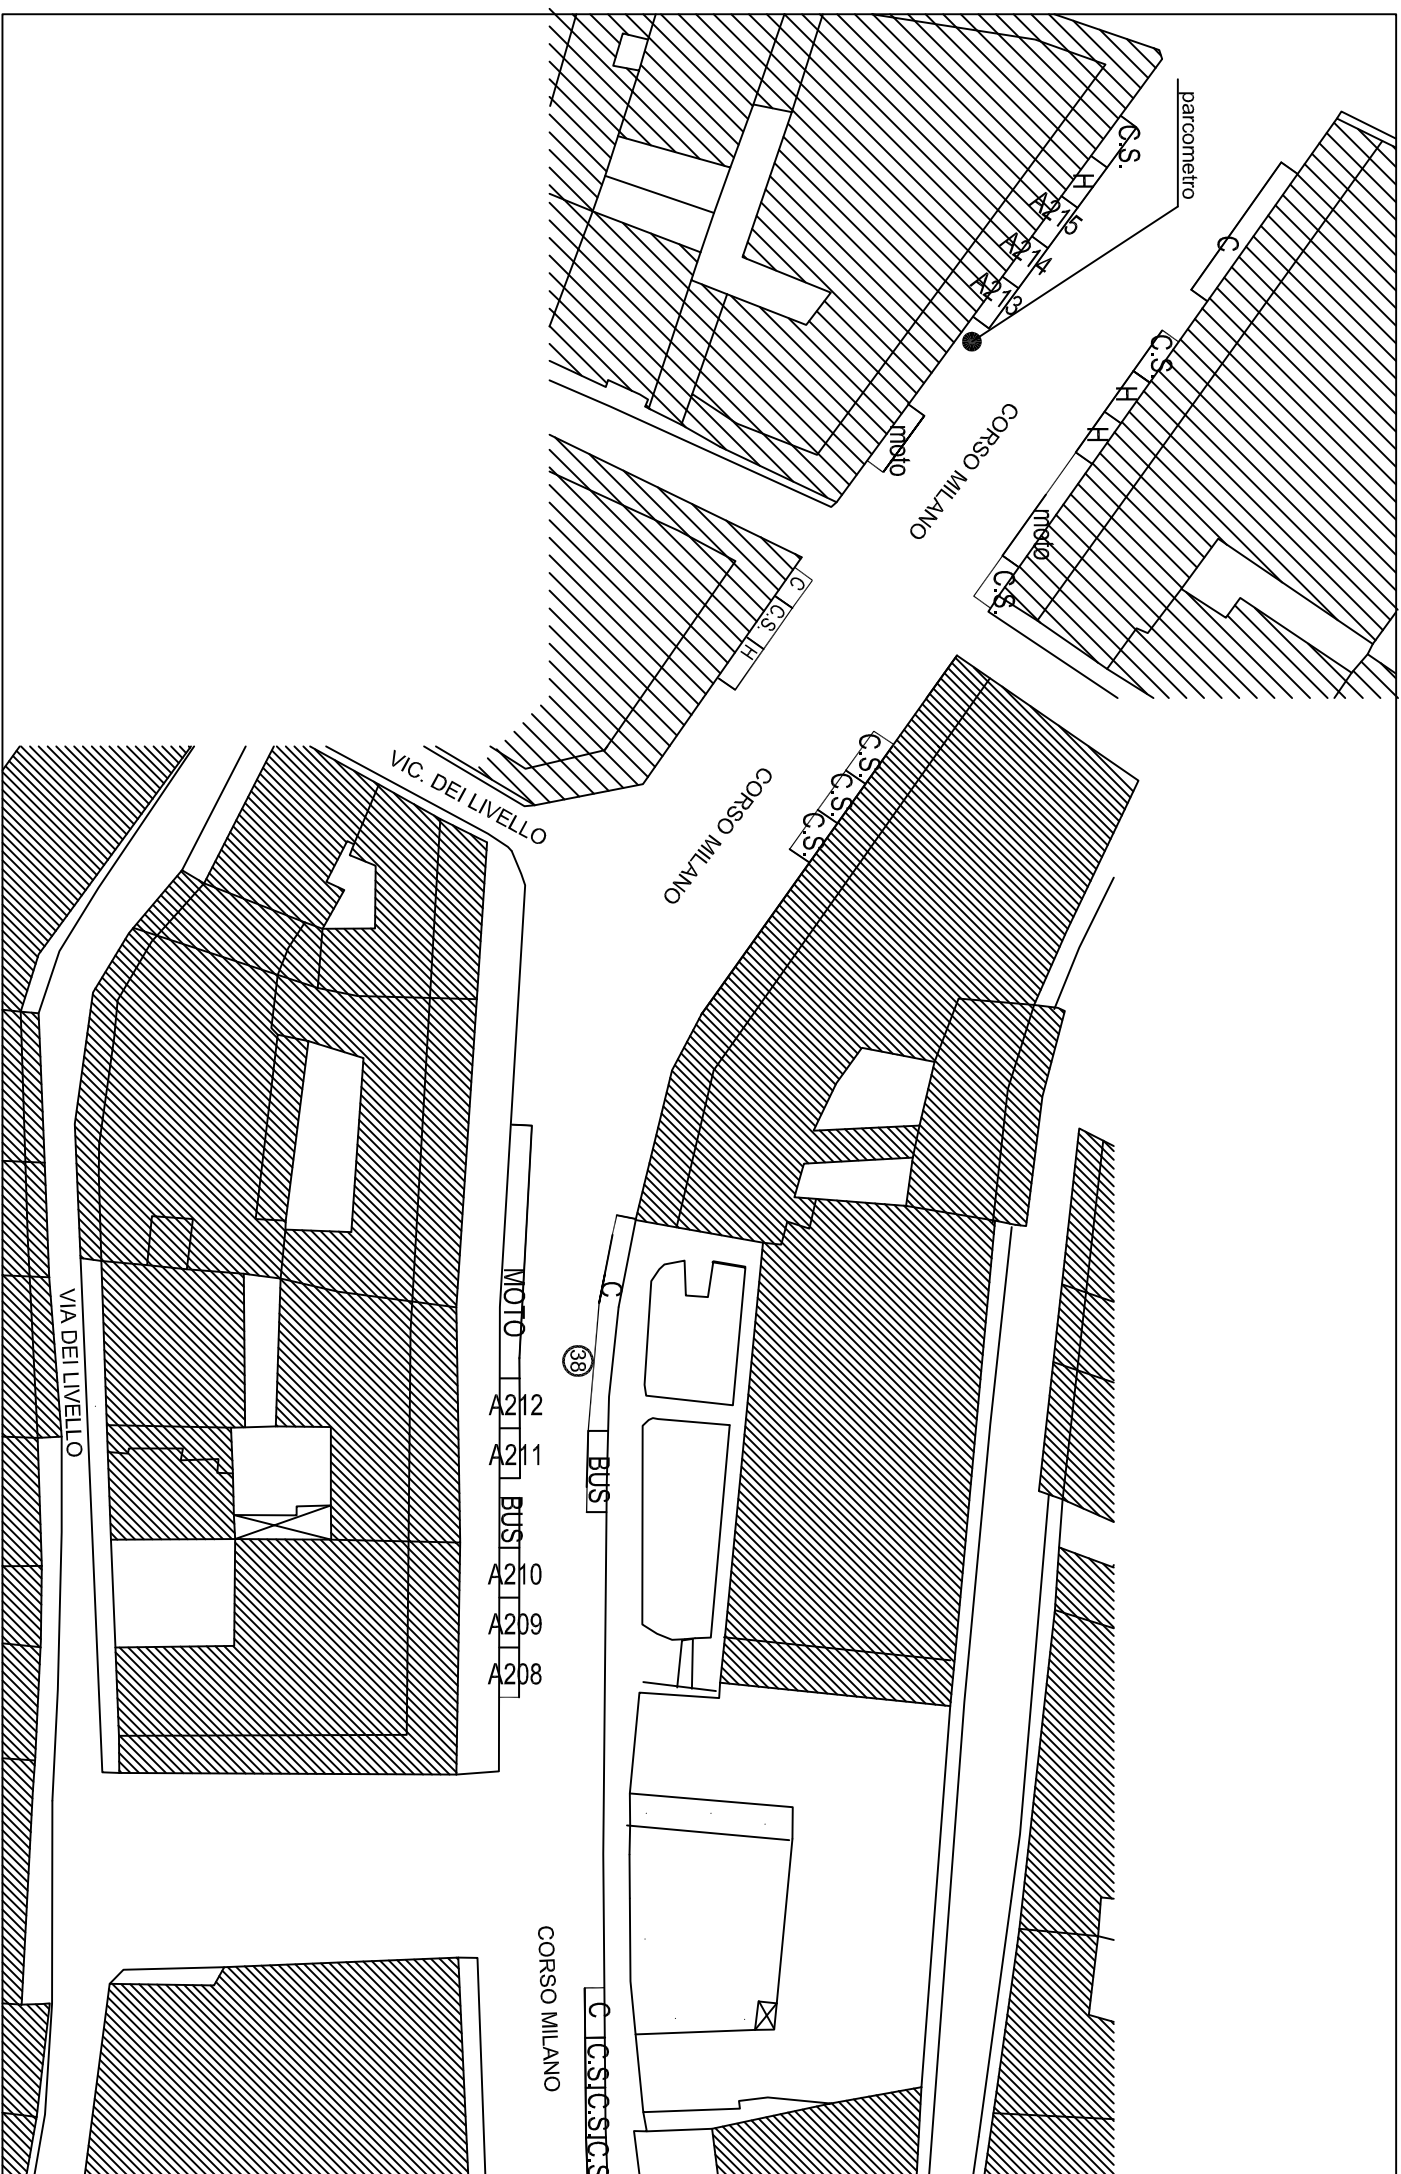 parcometro
C.S.
H
A215
A214
A213
C
C.S.
H
H
moto
C.S.
moto
CORSO MILANO
C
C.S.
H
C.S.
C.S.
C.S.
CORSO MILANO
VIC. DEI LIVELLO
VIA DEI LIVELLO
MOTO
C
38
A212
A211
BUS
BUS
A210
A209
A208
CORSO MILANO
C
C.S.
C.S.
C.S